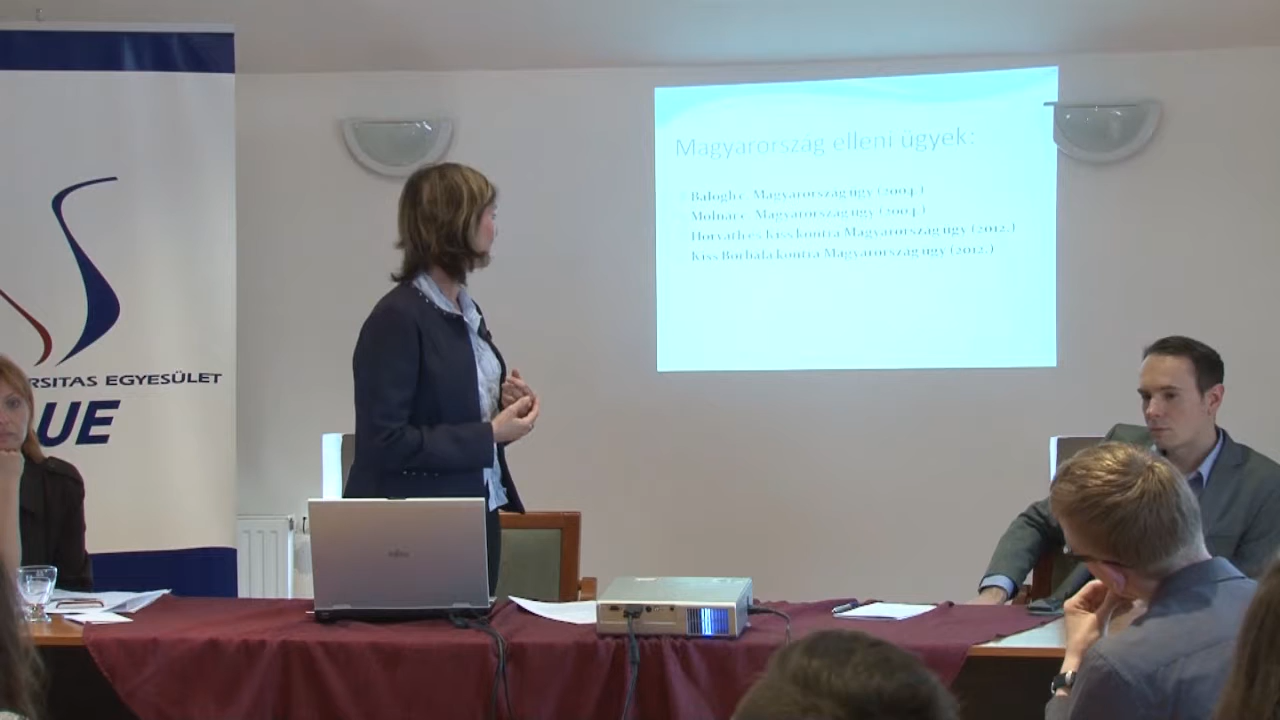 RSITAS EGYESÜLET
UE
Magyarország elleni ügyek:
Balogh c. Magyarország ügy (2004.)
Molnár c. Magyarország ügy (2004.)
Horváth és Kiss kontra Magyarország ügy (2012.)
Kiss Borbála kontra Magyarország ügy (2012.)